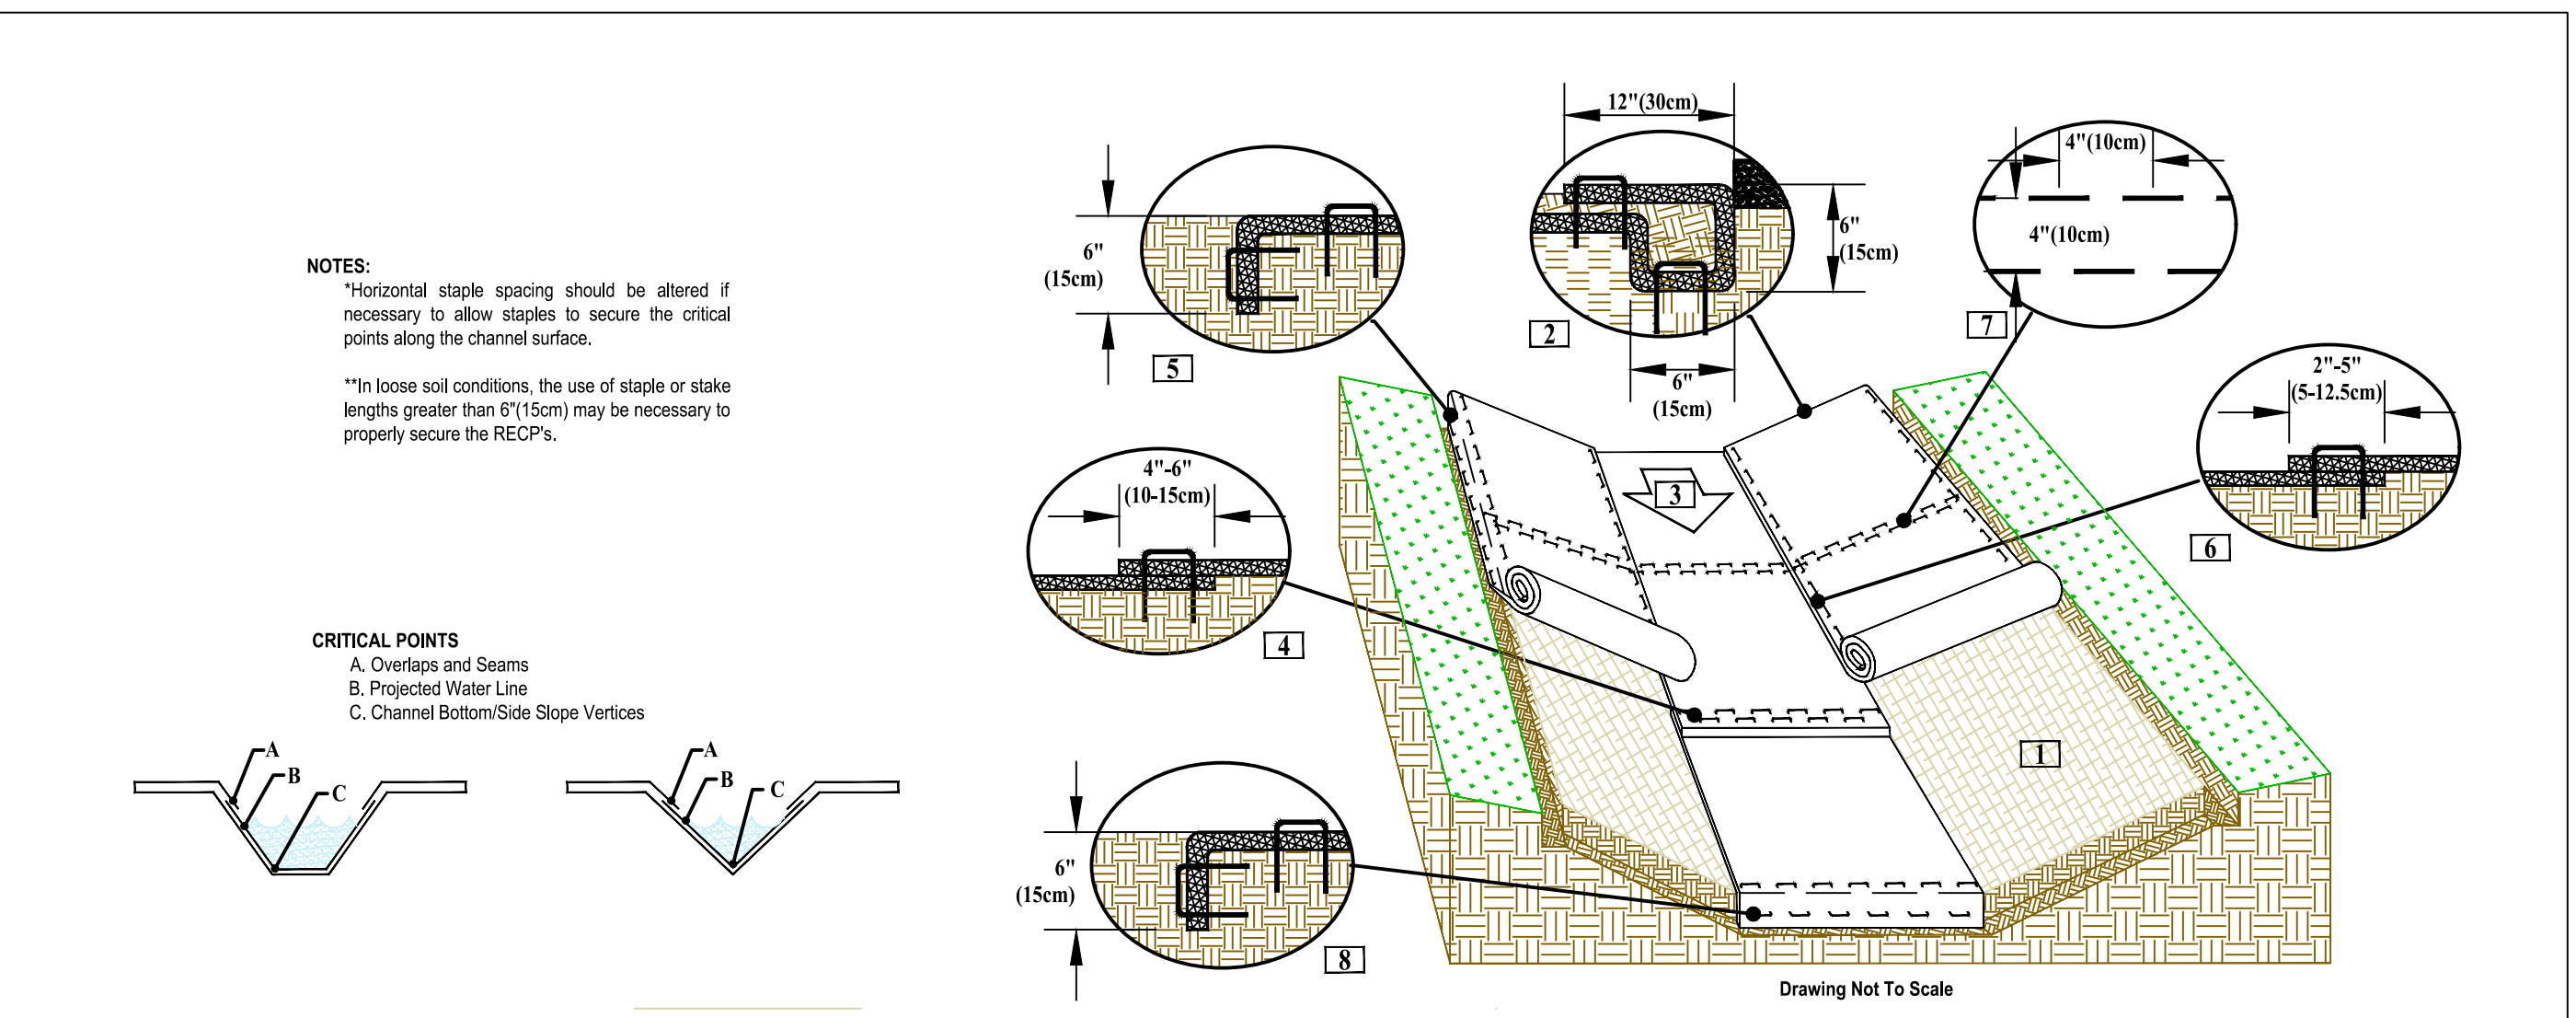 NOTES:
*Horizontal staple spacing should be altered if
necessary to allow staples to secure the critical
points along the channel surface.
**In loose soil conditions, the use of staple or stake
lengths greater than 6"(15cm) may be necessary to
properly secure the RECP's.
CRITICAL POINTS
A. Overlaps and Seams
B. Projected Water Line
C. Channel Bottom/Side Slope Vertices
A
B
C
A
B
C
6"
(15cm)
5
12"(30cm)
6"
(15cm)
2
6"
(15cm)
4"(10cm)
4"(10cm)
7
2"-5"
(5-12.5cm)
6
4"-6"
(10-15cm)
4
3
1
6"
(15cm)
8
Drawing Not To Scale